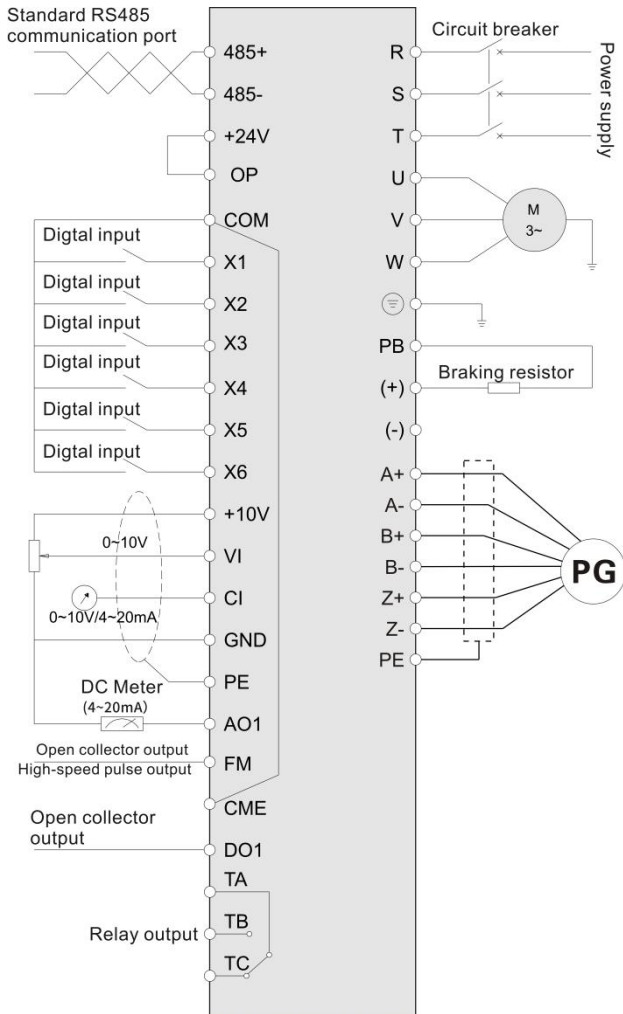 Standard RS485
communication port
485+
485-
+24V
OP
COM
Digtal input
X1
Digtal input
X2
Digtal input
X3
Digtal input
X4
Digtal input
X5
Digtal input
X6
+10V
0~10V
VI
CI
0~10V/4~20mA
GND
PE
DC Meter
(4~20mA)
AO1
Open collector output
High-speed pulse output
FM
CME
Open collector
output
DO1
TA
TB
Relay output
TC
Circuit breaker
R
S
T
Power supply
U
V
W
M
3~
PB
Braking resistor
(+)
(-)
A+
A-
B+
B-
Z+
Z-
PE
PG